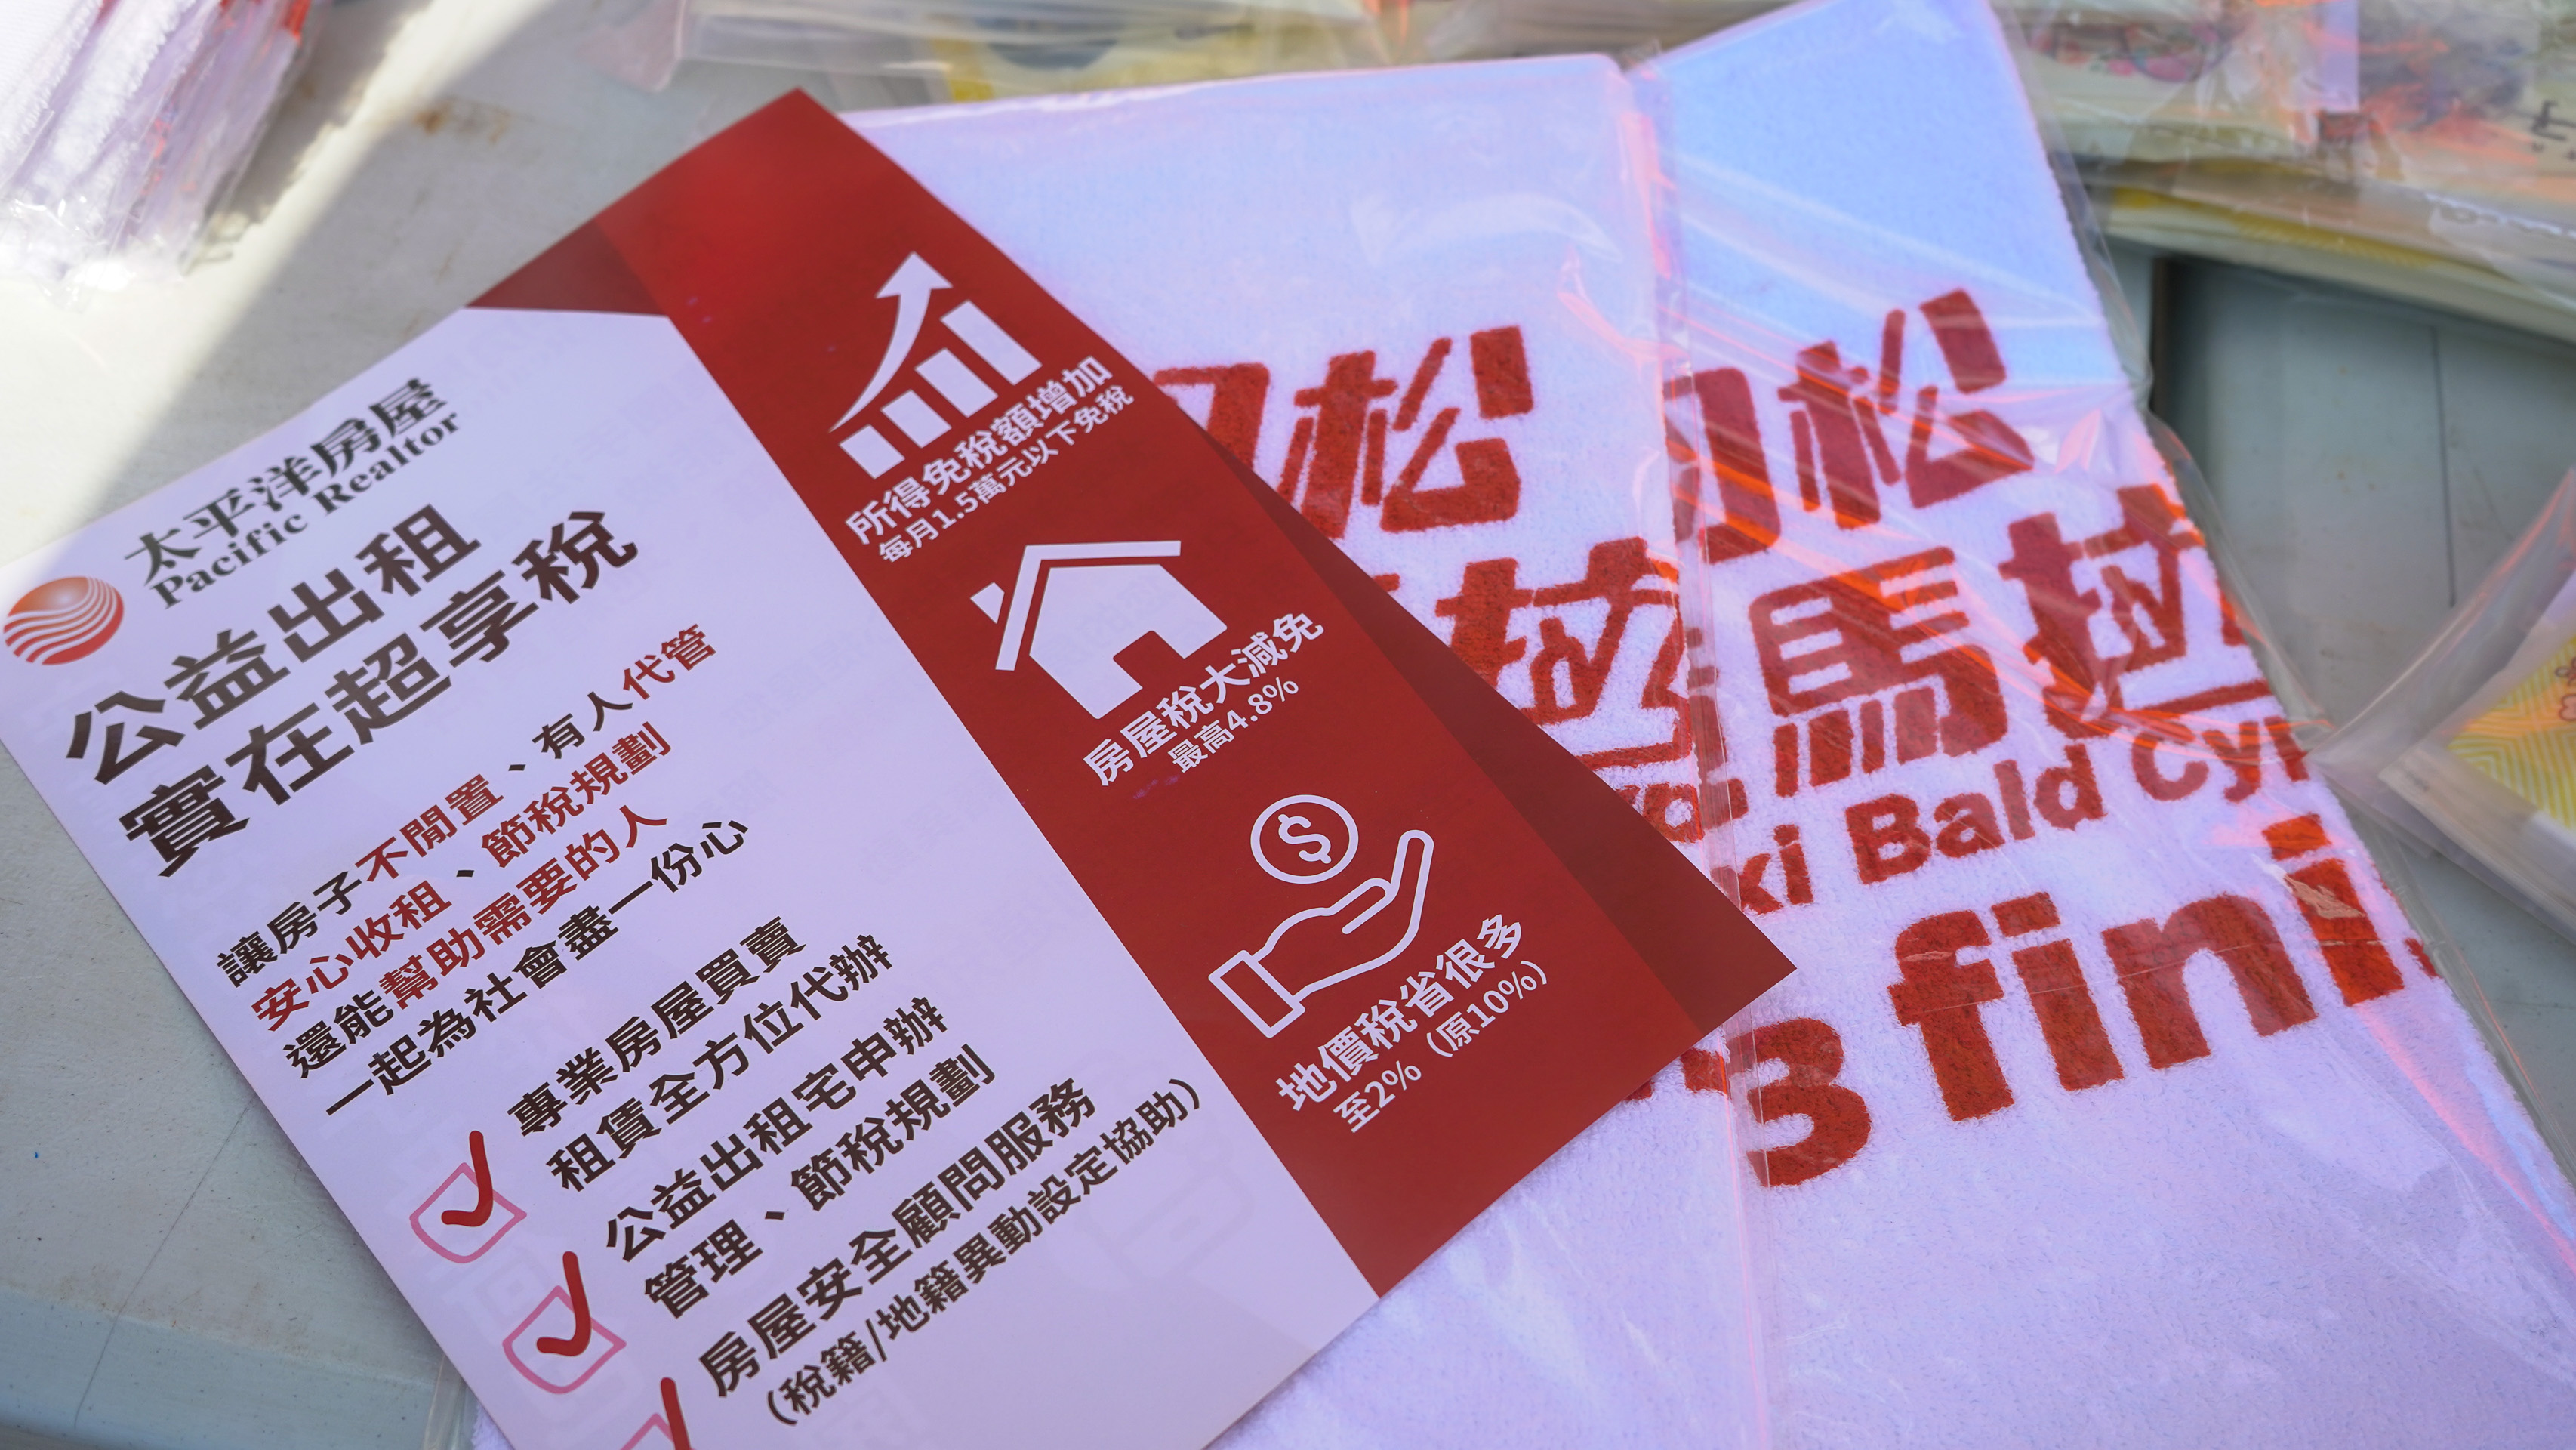 太平洋房屋
Pacific Realtor
公益出租
實在超享稅
讓房子不閒置、有人代管
安心收租、節稅規劃
還能幫助需要的人
一起為社會盡一份心
專業房屋買賣
租賃全方位代辦
公益出租宅申辦
管理、節稅規劃
房屋安全顧問服務
(稅籍/地籍異動設定協助)
所得免稅額增加
每月1.5萬元以下免稅
房屋稅大減免
最高4.8%
地價稅省很多
至2%（原10%）
松
拉
松
馬拉
ki Bald Cy
3 fini